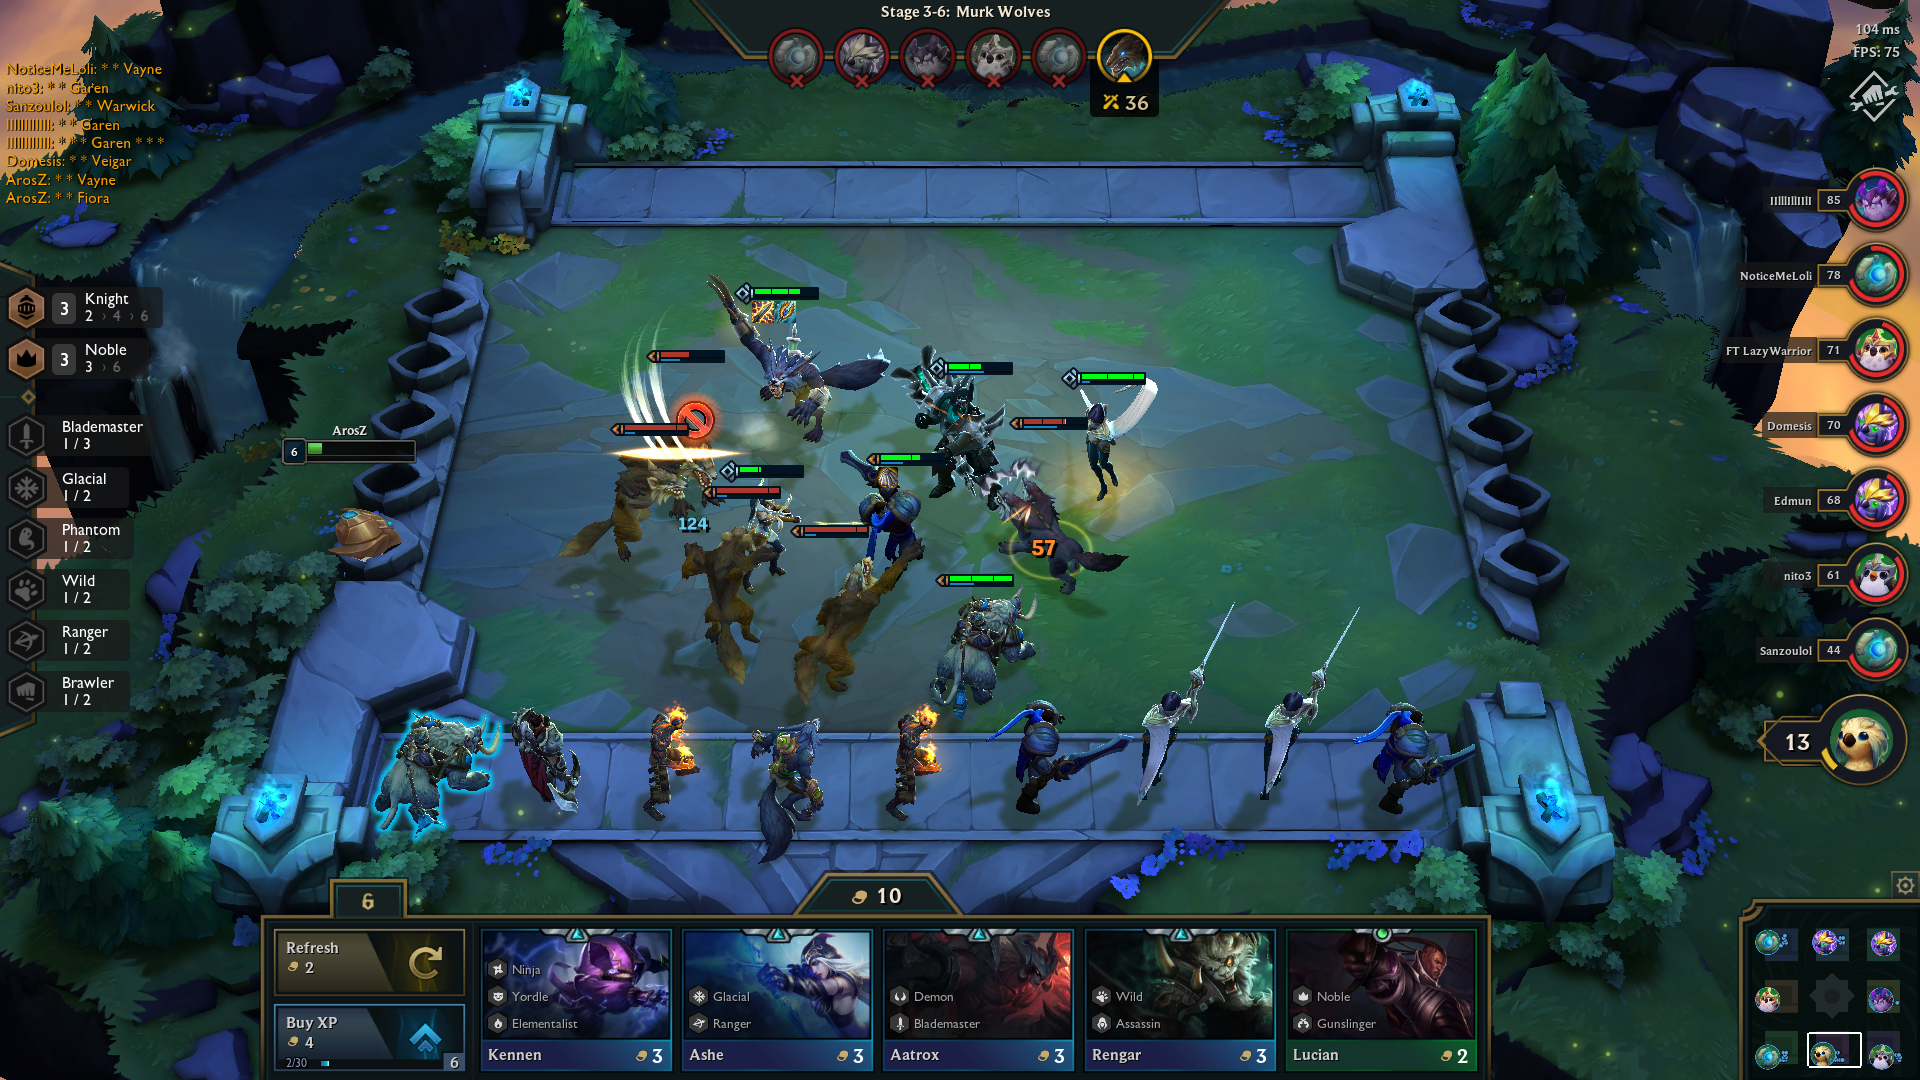 Stage 3-6: Murk Wolves
36
104 ms
FPS: 75
NoticeMeLoli: * * Vayne
nito3: * * Garen
Sanzoulol: * * Warwick
* * Garen
* * * Garen * * *
Domesis: * * Veigar
ArosZ: * * Vayne
ArosZ: * * Fiora
3 Knight
2 › 4 › 6
3 Noble
3 › 6
Blademaster
1 / 3
Glacial
1 / 2
Phantom
1 / 2
Wild
1 / 2
Ranger
1 / 2
Brawler
1 / 2
ArosZ
6
124
57
85
NoticeMeLoli 78
FT LazyWarrior 71
Domesis 70
Edmun 68
nito3 61
Sanzoulol 44
13
6
10
Refresh
2
Buy XP
4
2/30
6
Ninja
Yordle
Elementalist
Kennen 3
Glacial
Ranger
Ashe 3
Demon
Blademaster
Aatrox 3
Wild
Assassin
Rengar 3
Noble
Gunslinger
Lucian 2